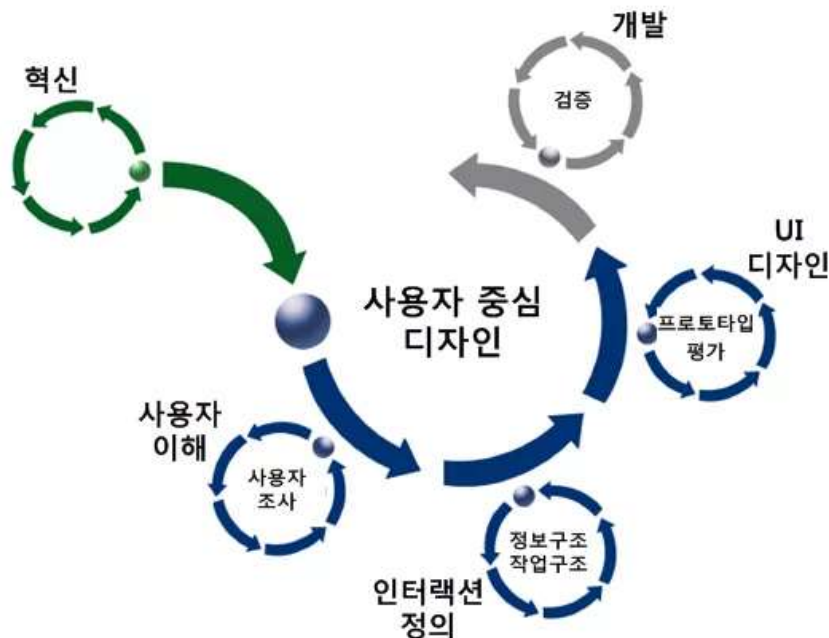 혁신
개발
검증
UI
디자인
프로토타입
평가
사용자 중심
디자인
사용자
이해
사용자
조사
정보구조
작업구조
인터랙션
정의